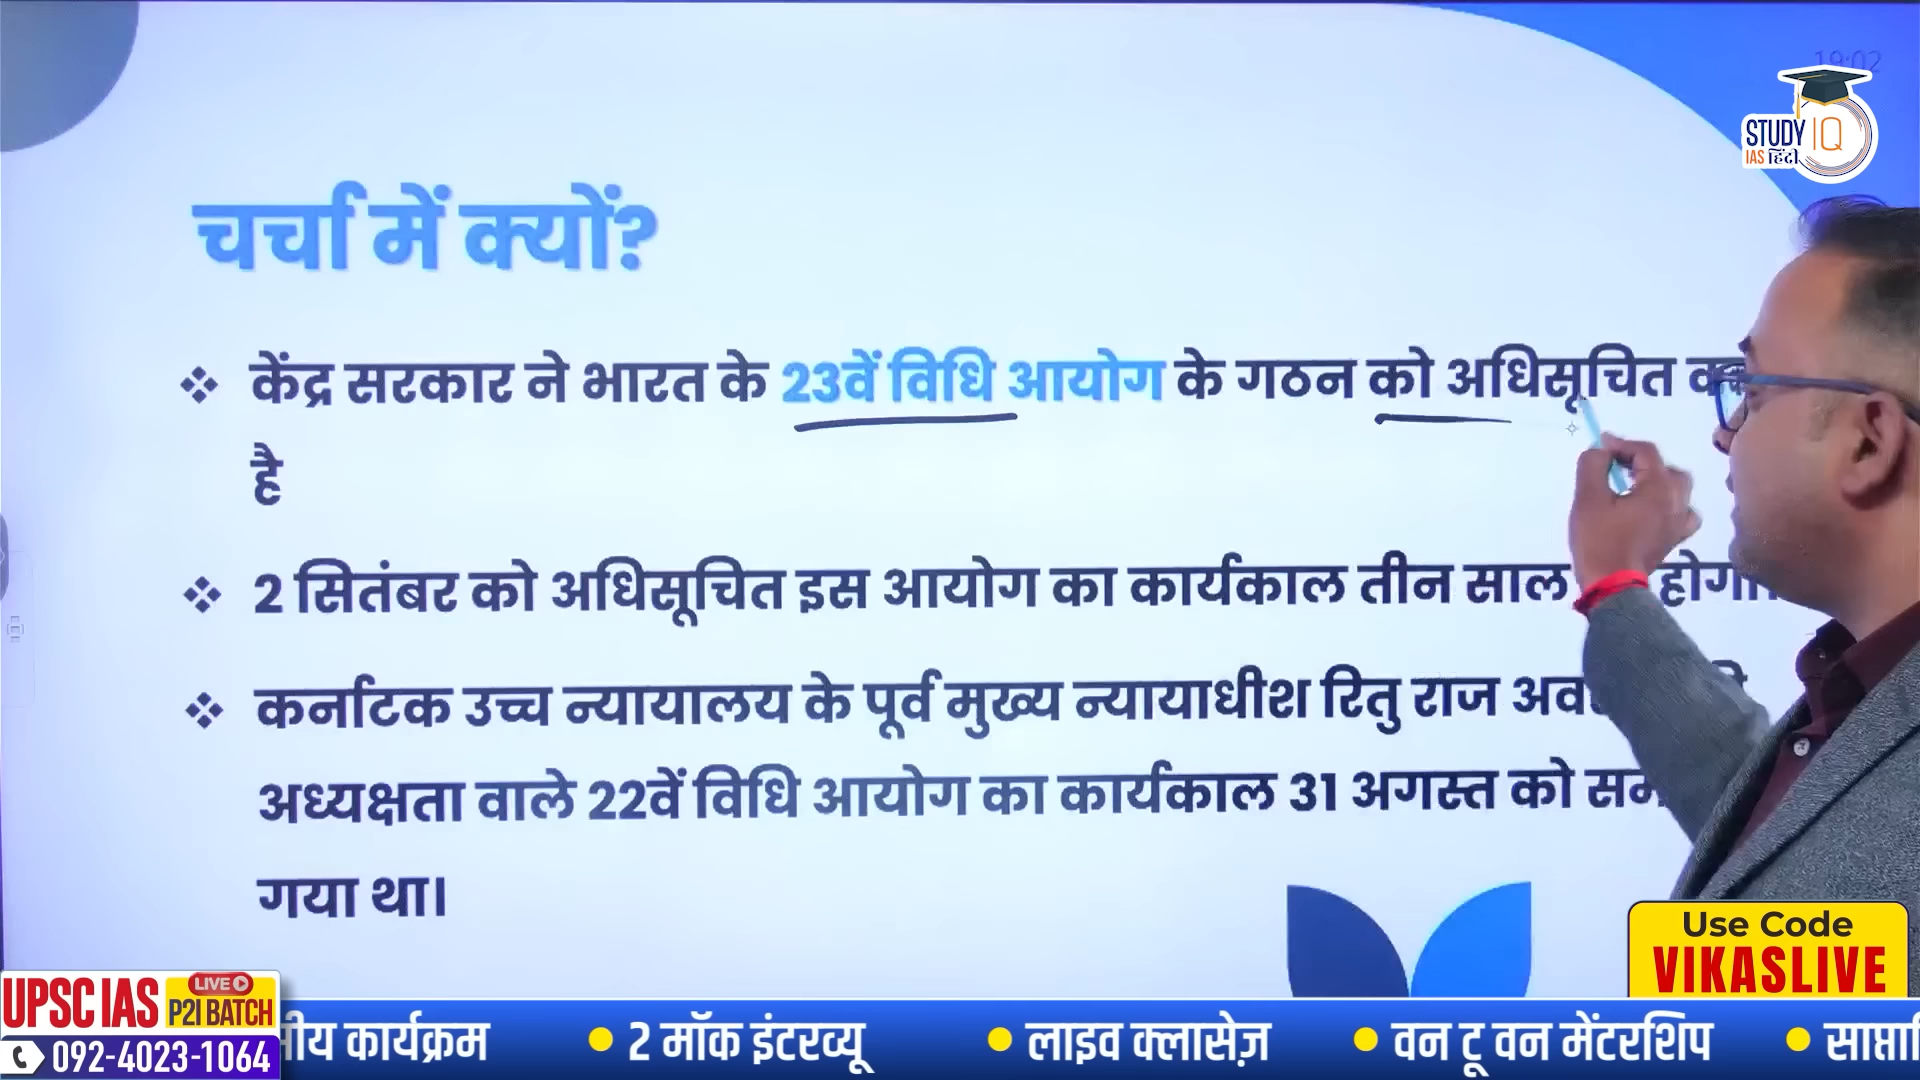 19:02
STUDY IQ
IAS हिंदी
चर्चा में क्यों?
केंद्र सरकार ने भारत के 23वें विधि आयोग के गठन को अधिसूचित
है
2 सितंबर को अधिसूचित इस आयोग का कार्यकाल तीन साल होगा
कर्नाटक उच्च न्यायालय के पूर्व मुख्य न्यायाधीश रितु राज
अध्यक्षता वाले 22वें विधि आयोग का कार्यकाल 31 अगस्त को
गया था।
Use Code
VIKASLIVE
UPSC IAS LIVE
P2I BATCH
092-4023-1064
कार्यक्रम 2 मॉक इंटरव्यू लाइव क्लासेज़ वन टू वन मेंटरशिप